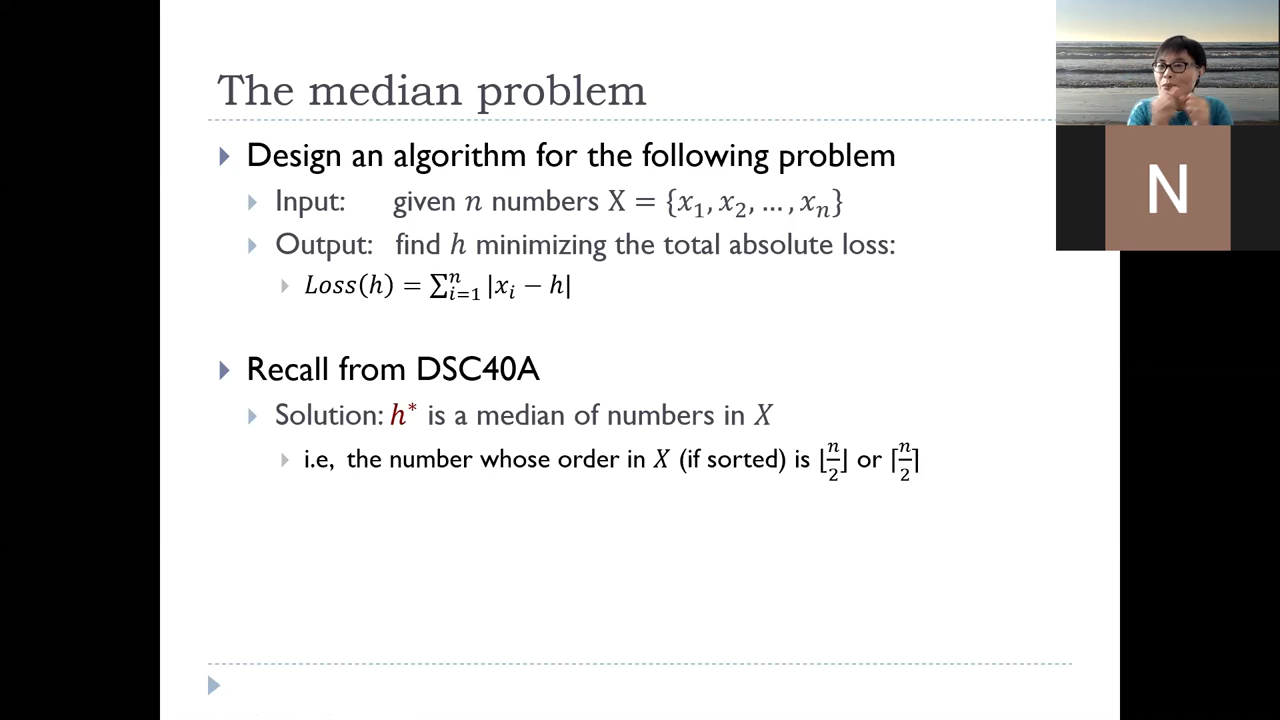 The median problem
Design an algorithm for the following problem
Input: given n numbers X = {x₁, x₂, … , xₙ}
Output: find h minimizing the total absolute loss:
Loss(h) = ∑ⁿᵢ₌₁ |xᵢ − h|
Recall from DSC40A
Solution: h* is a median of numbers in X
i.e, the number whose order in X (if sorted) is ⌊n/2⌋ or ⌈n/2⌉
N